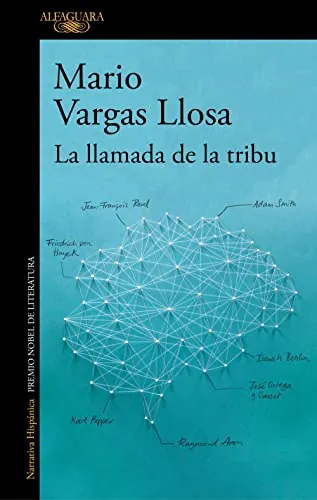 ALFAGUARA
Mario
Vargas Llosa
La llamada de la tribu
Jean-François Revel
Adam Smith
Friedrich von
Hayek
Isaiah Berlin
José Ortega
y Gasset
Karl Popper
Raymond Aron
Narrativa Hispánica PREMIO NOBEL DE LITERATURA